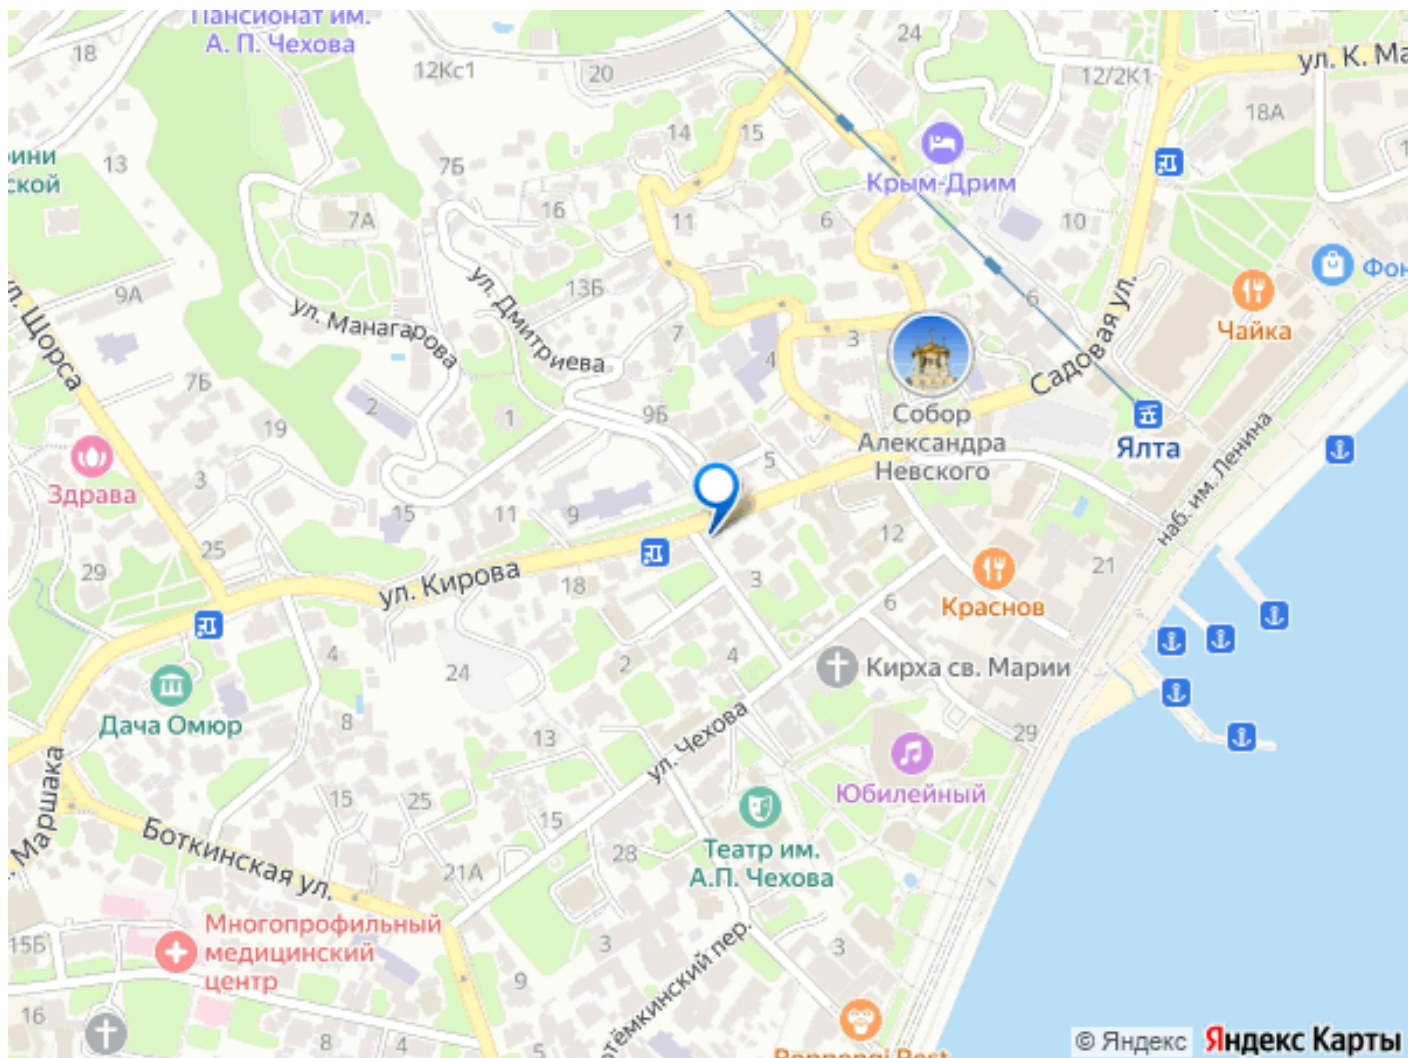 Пансионат им.
А. П. Чехова
24
ул. К. Ма
18
12Кс1
20
12/2К1
18А
14
15
рини
ской
13
7Б
Крым-Дрим
16
7А
11
6
10
ул. Щорса
9А
ул. Манагарова
ул. Дмитриева
13Б
7
3
4
6
Садовая ул.
Фон
Чайка
7Б
2
1
9Б
Собор
Александра
Невского
Ялта
наб. им. Ленина
19
Здрава
3
5
15
11
9
12
25
29
ул. Кирова
18
3
21
Краснов
6
4
24
2
4
Кирха св. Марии
Дача Омюр
8
13
ул. Чехова
29
Юбилейный
. Маршака
15
25
15
Боткинская ул.
21А
28
Театр им.
А.П. Чехова
15Б
Многопрофильный
медицинский
центр
3
3
9
отёмкинский пер.
16
8
4
5
© Яндекс
Яндекс Карты